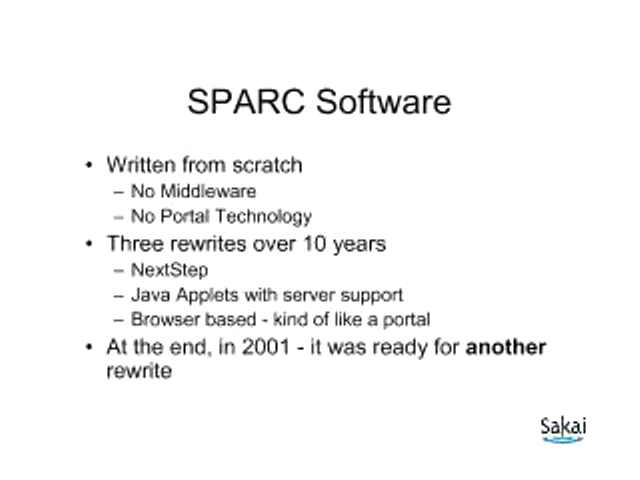 SPARC Software
• Written from scratch
– No Middleware
– No Portal Technology
• Three rewrites over 10 years
– NextStep
– Java Applets with server support
– Browser based - kind of like a portal
• At the end, in 2001 - it was ready for another
rewrite
Sakai